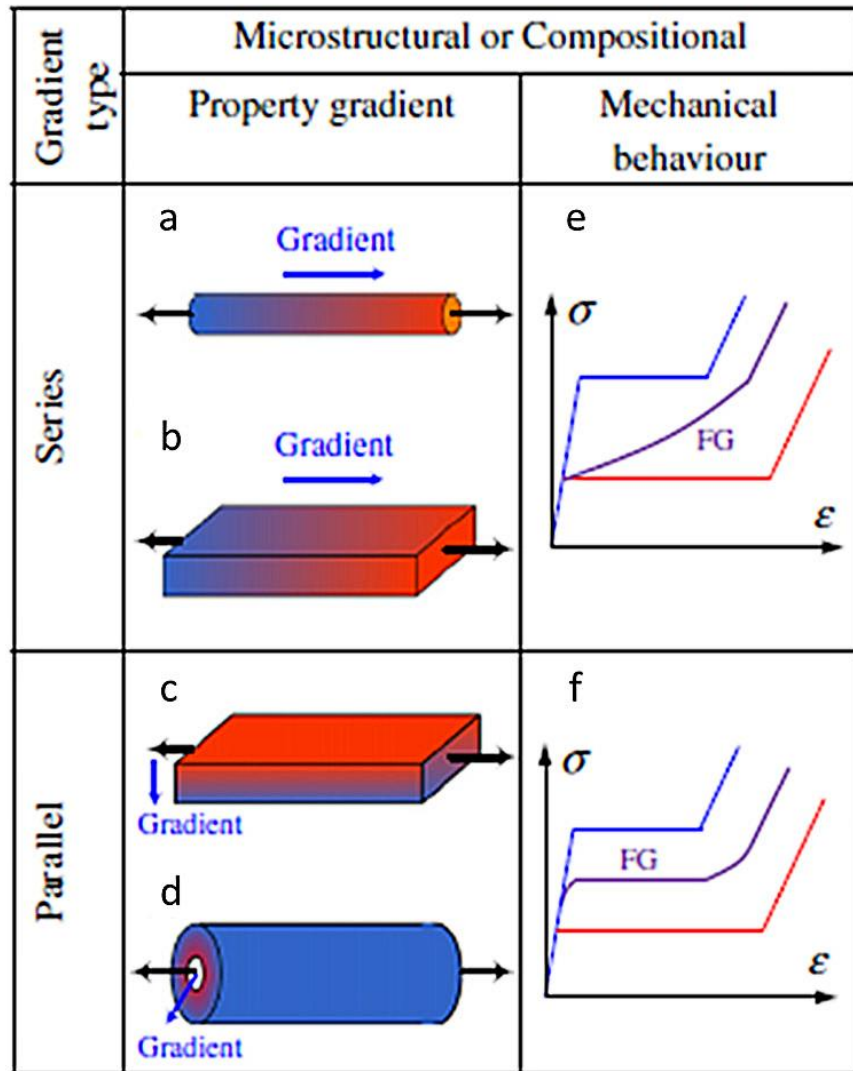 Gradient
type
Microstructural or Compositional
Property gradient
Mechanical
behaviour
Series
a
Gradient
b
Gradient
e
σ
FG
ε
Parallel
c
Gradient
d
Gradient
f
σ
FG
ε